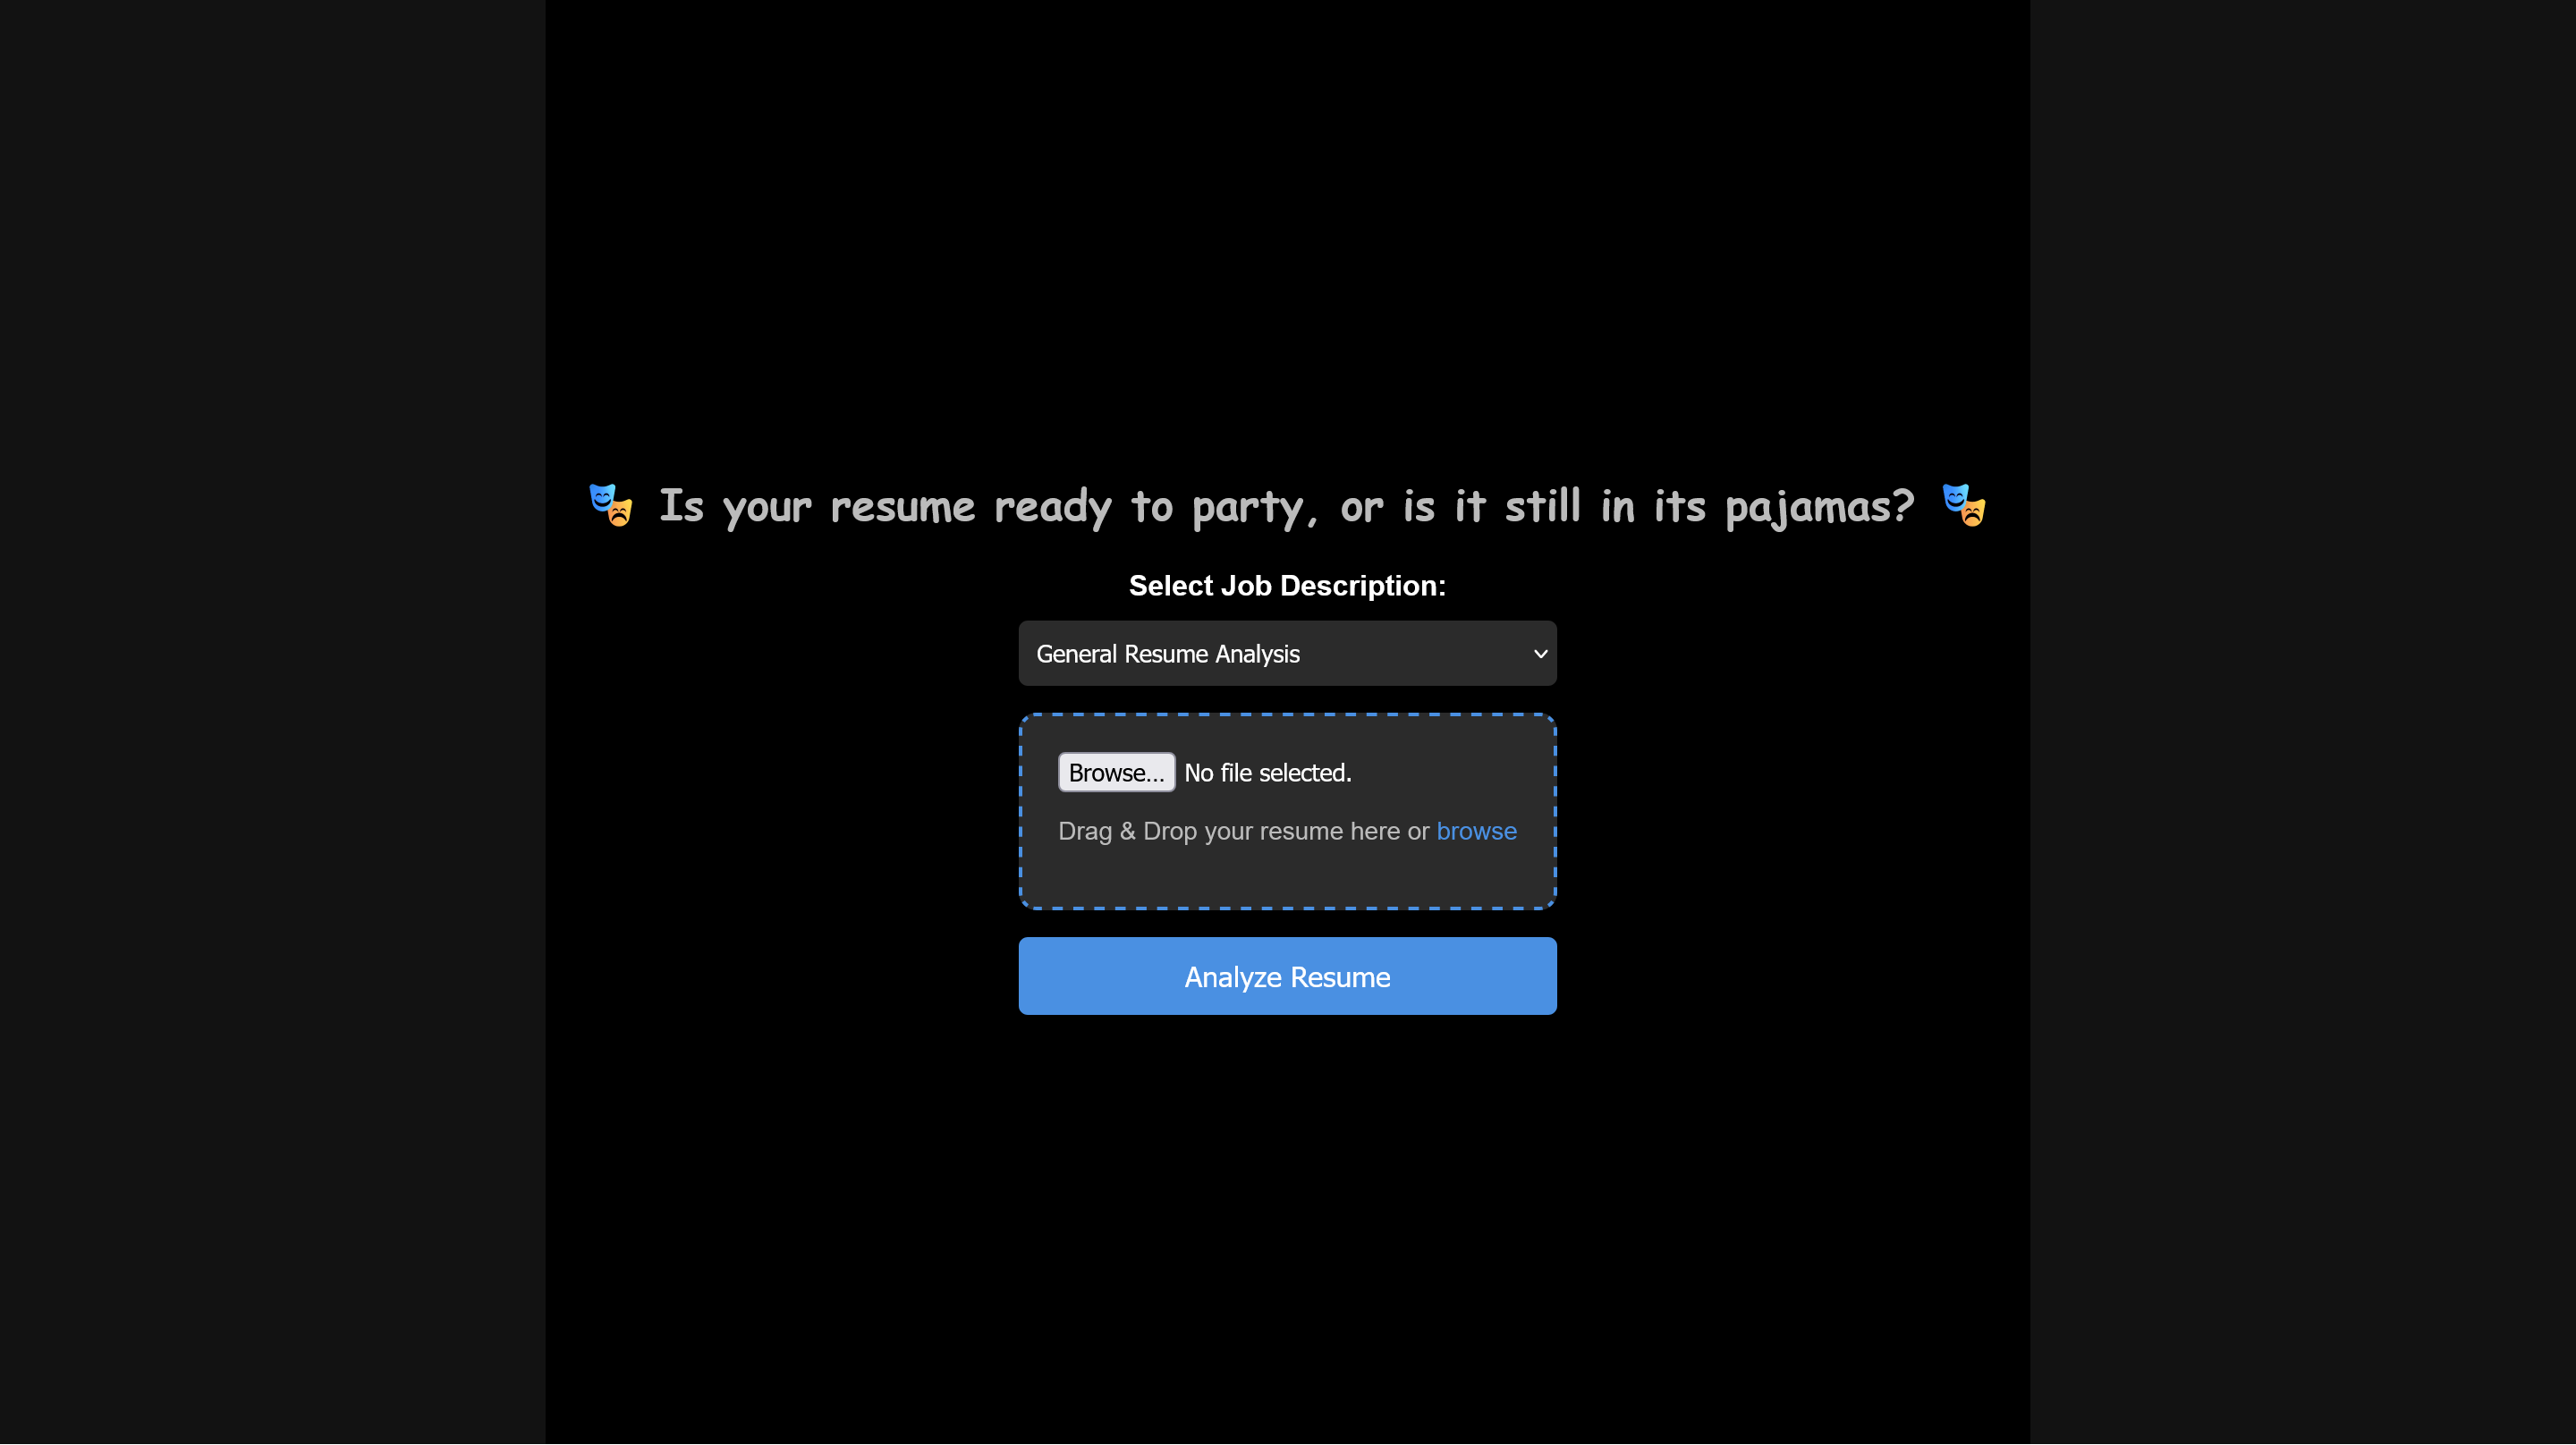 🎭 Is your resume ready to party, or is it still in its pajamas? 🎭
Select Job Description:
General Resume Analysis
Browse... No file selected.
Drag & Drop your resume here or browse
Analyze Resume